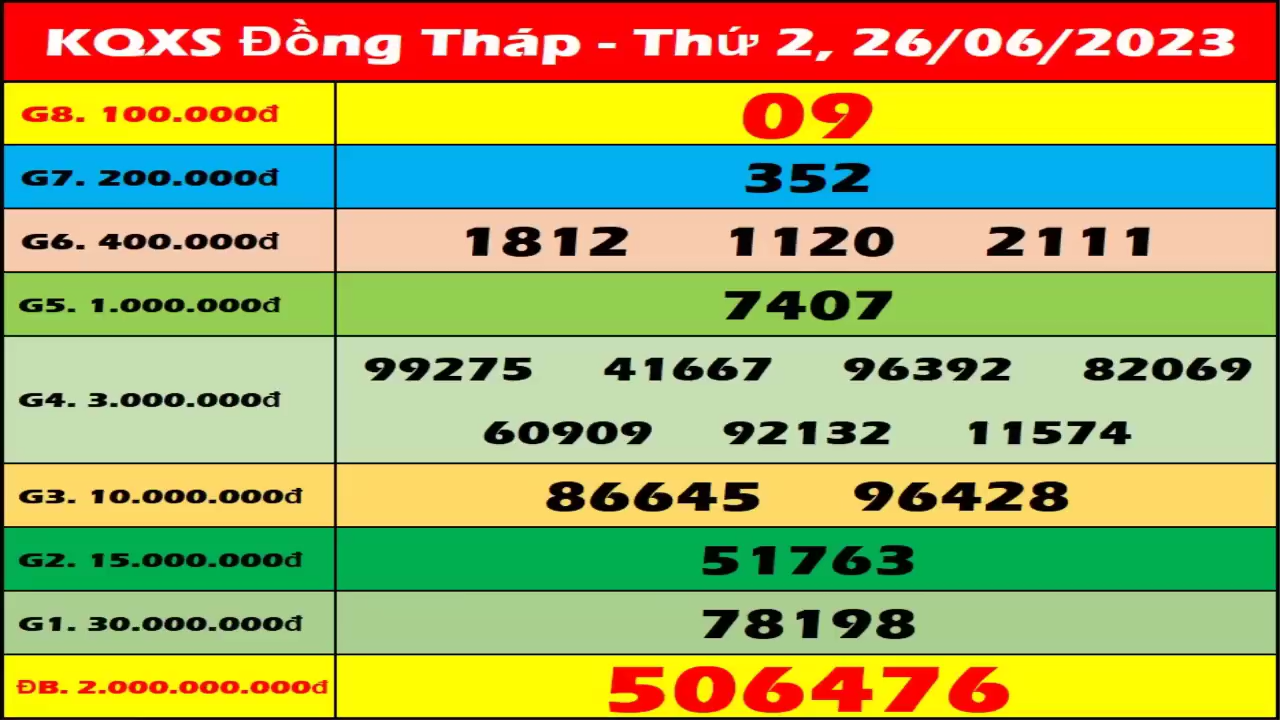 KQXS Đồng Tháp - Thứ 2, 26/06/2023
G8. 100.000đ 09
G7. 200.000đ 352
G6. 400.000đ 1812 1120 2111
G5. 1.000.000đ 7407
G4. 3.000.000đ 99275 41667 96392 82069
60909 92132 11574
G3. 10.000.000đ 86645 96428
G2. 15.000.000đ 51763
G1. 30.000.000đ 78198
ĐB. 2.000.000.000đ 506476